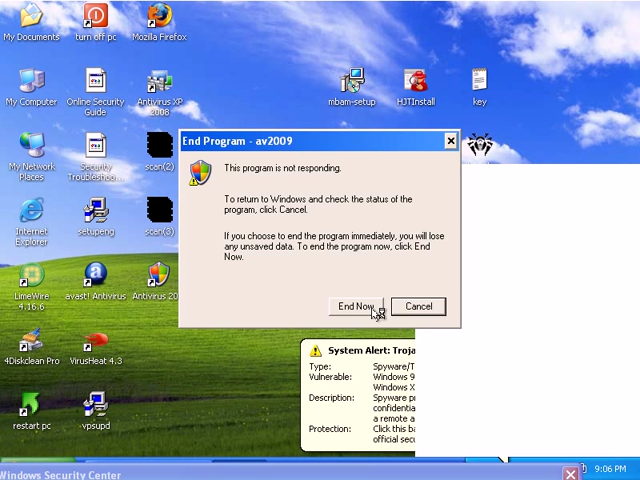 My Documents
turn off pc
Mozilla Firefox
My Computer
Online Security
Guide
Antivirus XP
2008
mbam-setup
HJTInstall
key
My Network
Places
Security
Troubleshoo...
scan(2)
End Program - av2009
This program is not responding.
To return to Windows and check the status of the
program, click Cancel.
If you choose to end the program immediately, you will lose
any unsaved data. To end the program now, click End
Now.
End Now
Cancel
Internet
Explorer
setupeng
scan(3)
LimeWire
4.16.6
avast! Antivirus
Antivirus 20
4Diskclean Pro
VirusHeat 4.3
restart pc
vpsupd
System Alert: Troja
Type: Spyware/T
Vulnerable: Windows 9
Windows X
Description: Spyware pr
confidentia
a remote a
Protection: Click this ba
official secu
Windows Security Center
9:06 PM